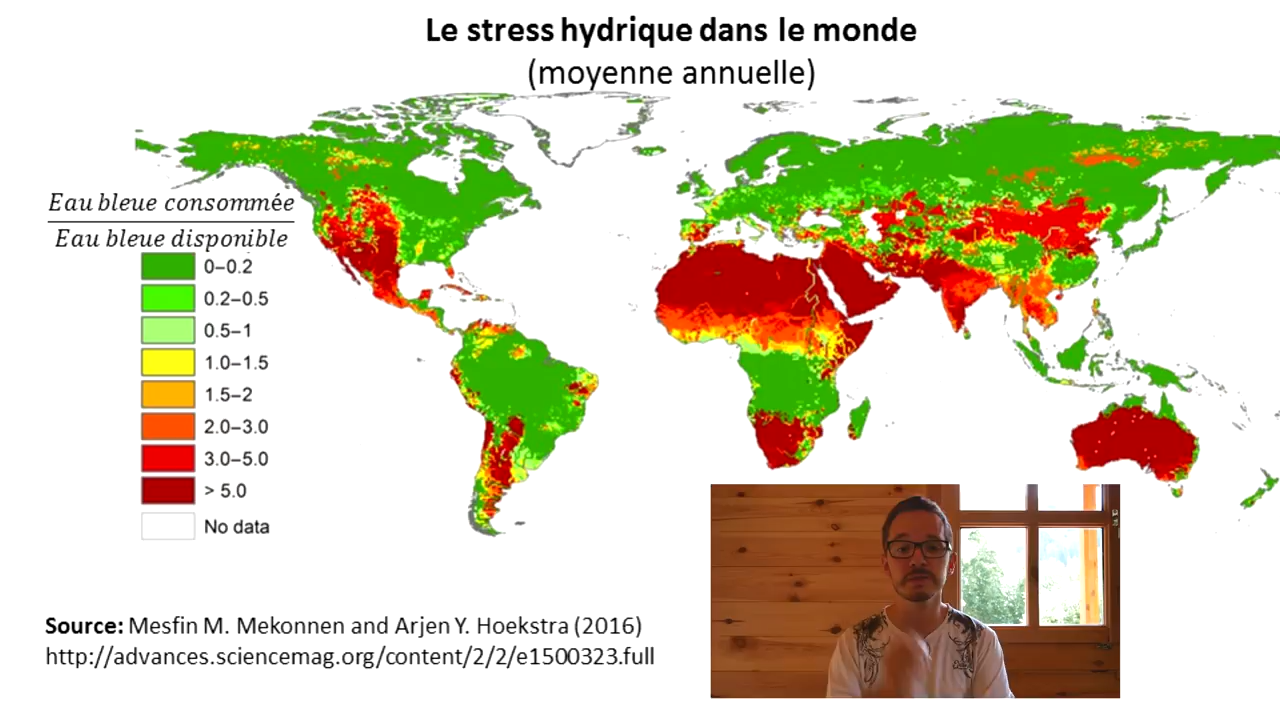 Le stress hydrique dans le monde
(moyenne annuelle)
Eau bleue consommée
Eau bleue disponible
0–0.2
0.2–0.5
0.5–1
1.0–1.5
1.5–2
2.0–3.0
3.0–5.0
> 5.0
No data
Source: Mesfin M. Mekonnen and Arjen Y. Hoekstra (2016)
http://advances.sciencemag.org/content/2/2/e1500323.full